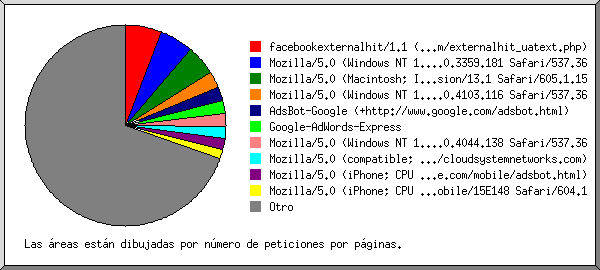 facebookexternalhit/1.1 (...m/externalhit_uatext.php)
Mozilla/5.0 (Windows NT 1....0.3359.181 Safari/537.36
Mozilla/5.0 (Macintosh; I...sion/13.1 Safari/605.1.15
Mozilla/5.0 (Windows NT 1....0.4103.116 Safari/537.36
AdsBot-Google (+http://www.google.com/adsbot.html)
Google-AdWords-Express
Mozilla/5.0 (Windows NT 1....0.4044.138 Safari/537.36
Mozilla/5.0 (compatible; .../cloudsystemnetworks.com)
Mozilla/5.0 (iPhone; CPU ...e.com/mobile/adsbot.html)
Mozilla/5.0 (iPhone; CPU ...obile/15E148 Safari/604.1
Otro
Las áreas están dibujadas por número de peticiones por páginas.